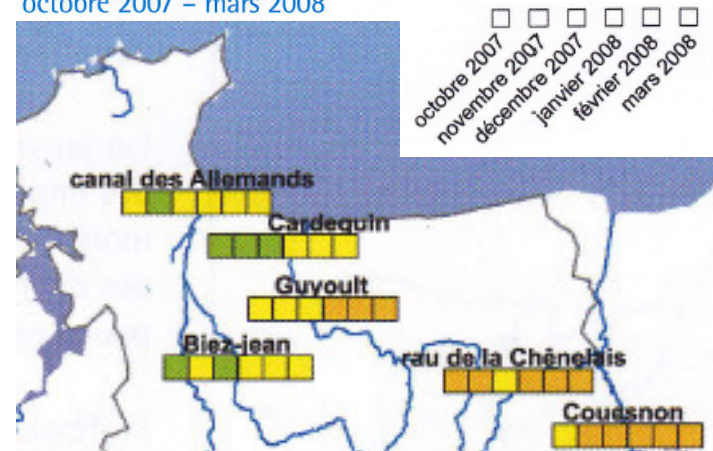 octobre 2007 – mars 2008
octobre 2007
novembre 2007
décembre 2007
janvier 2008
février 2008
mars 2008
canal des Allemands
Cardequin
Guyoult
Biez-jean
rau de la Chênelais
Couesnon